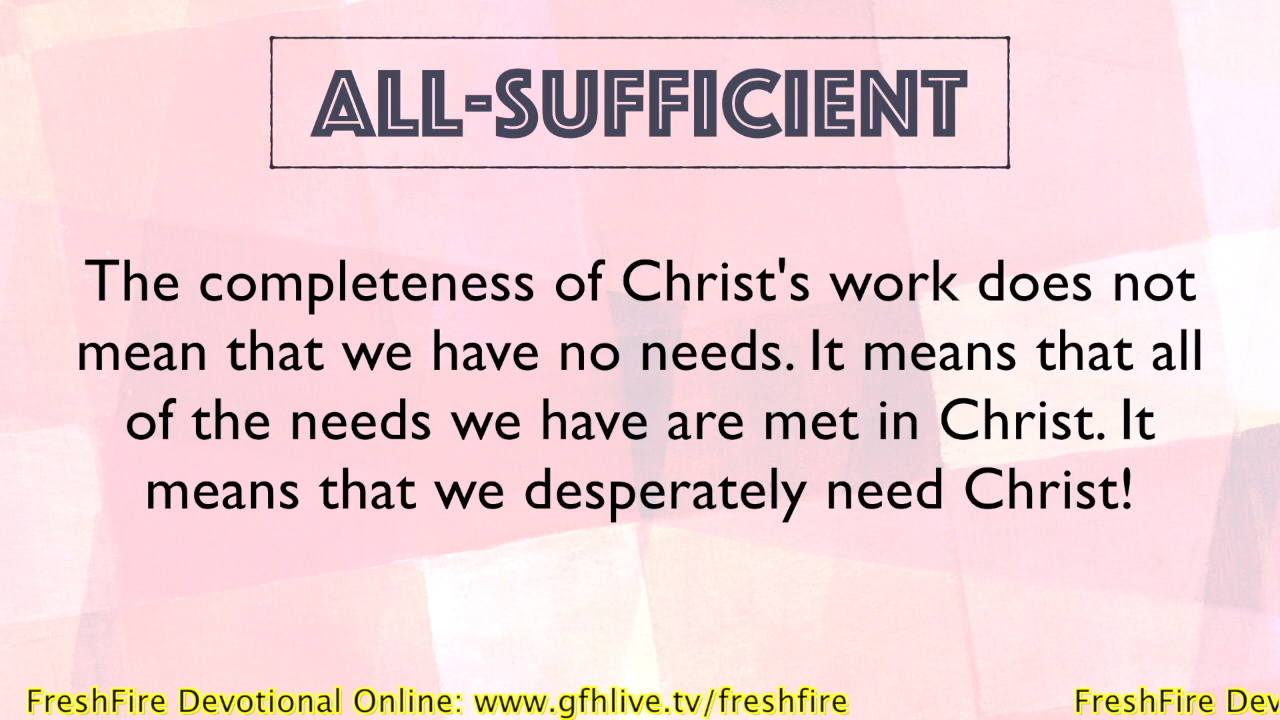 ALL-SUFFICIENT
The completeness of Christ's work does not
mean that we have no needs. It means that all
of the needs we have are met in Christ. It
means that we desperately need Christ!
FreshFire Devotional Online: www.gfhlive.tv/freshfire FreshFire Dev